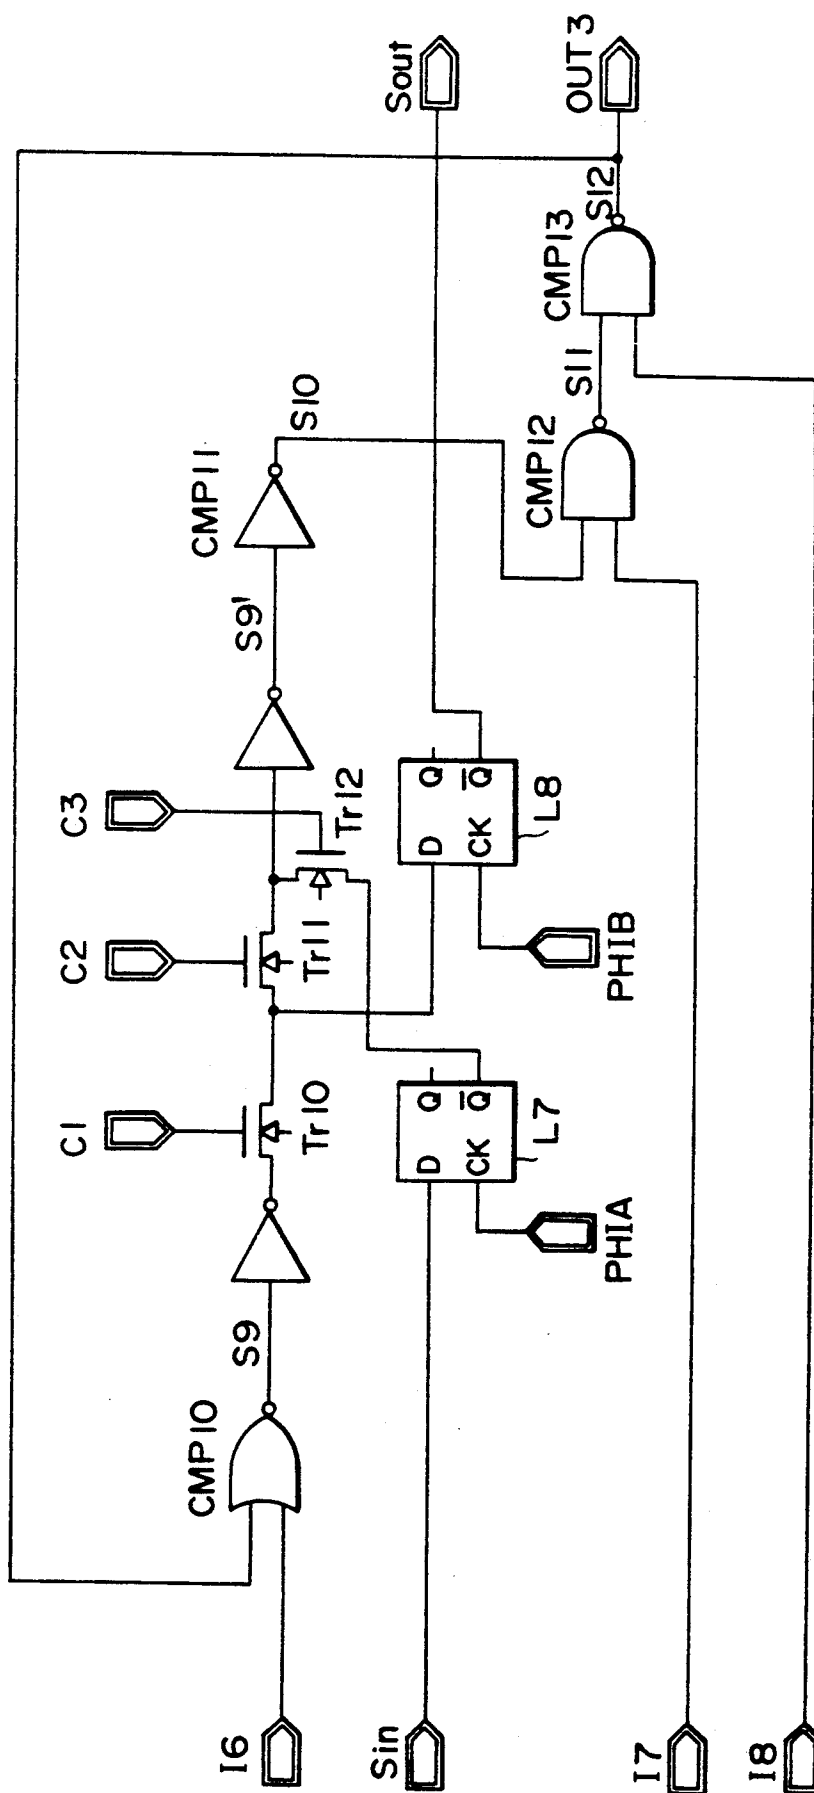 I6
Sin
I7
I8
CMP10
S9
C1
Tr10
C2
Tr11
C3
Tr12
S9'
CMP11
S10
D
Q
CK
Q̅
L7
PHIA
D
Q
CK
Q̅
L8
PHIB
CMP12
S11
CMP13
S12
Sout
OUT3